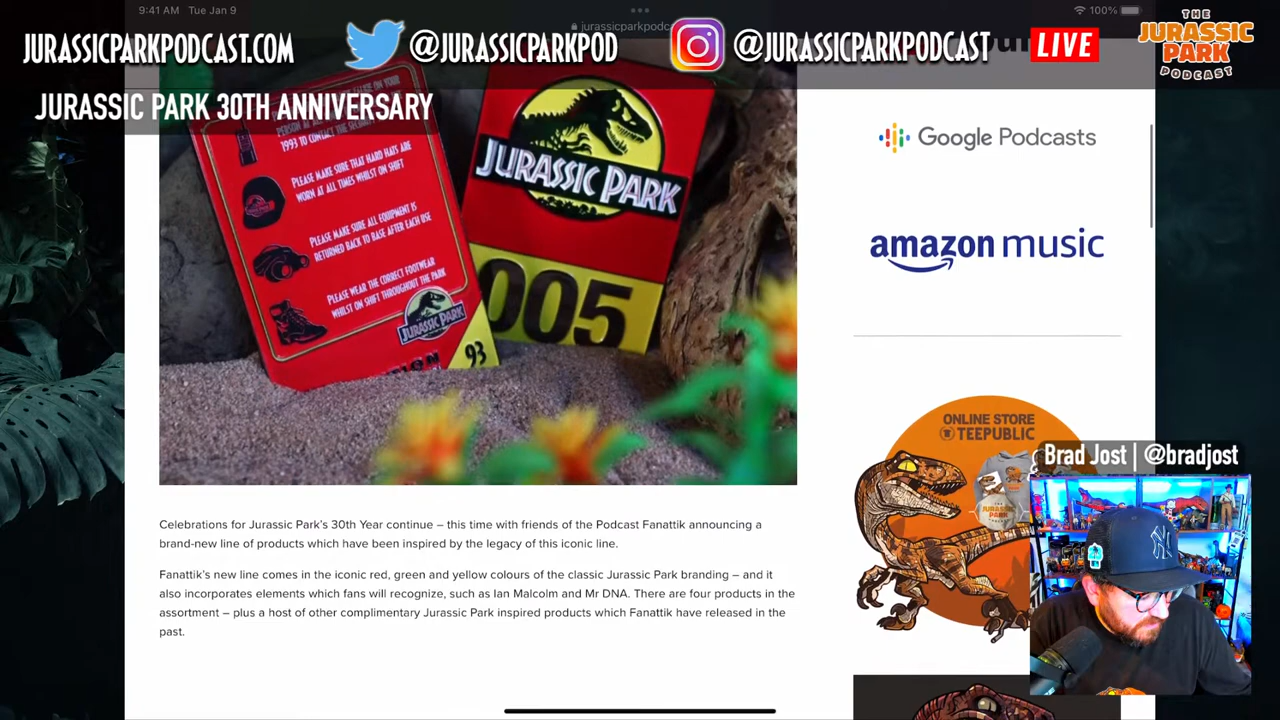 9:41 AM Tue Jan 9
100%
JURASSICPARKPODCAST.COM
@JURASSICPARKPOD
@JURASSICPARKPODCAST
LIVE
THE
JURASSIC
PARK
PODCAST
JURASSIC PARK 30TH ANNIVERSARY
1993 TO CONTACT THE
PLEASE MAKE SURE THAT HARD HATS ARE
WORN AT ALL TIMES WHILST ON SHIFT
PLEASE MAKE SURE ALL EQUIPMENT IS
RETURNED BACK TO BASE AFTER EACH USE
PLEASE WEAR THE CORRECT FOOTWEAR
WHILST ON SHIFT THROUGHOUT THE PARK
JURASSIC PARK
93
JURASSIC PARK
005
Google Podcasts
amazon music
ONLINE STORE
TEEPUBLIC
Celebrations for Jurassic Park's 30th Year continue – this time with friends of the Podcast Fanattik announcing a
brand-new line of products which have been inspired by the legacy of this iconic line.
Fanattik's new line comes in the iconic red, green and yellow colours of the classic Jurassic Park branding – and it
also incorporates elements which fans will recognize, such as Ian Malcolm and Mr DNA. There are four products in the
assortment – plus a host of other complimentary Jurassic Park inspired products which Fanattik have released in the
past.
Brad Jost | @bradjost